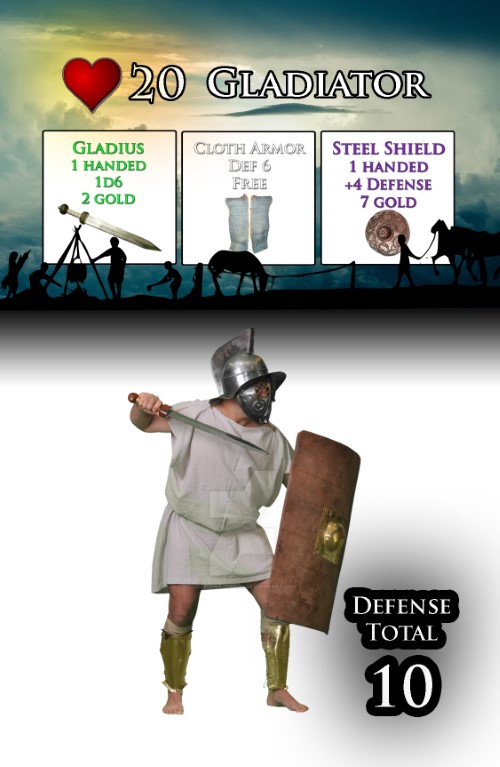 20 Gladiator
Gladius
1 handed
1d6
2 gold
Cloth Armor
Def 6
Free
Steel Shield
1 handed
+4 Defense
7 gold
Defense
Total
10